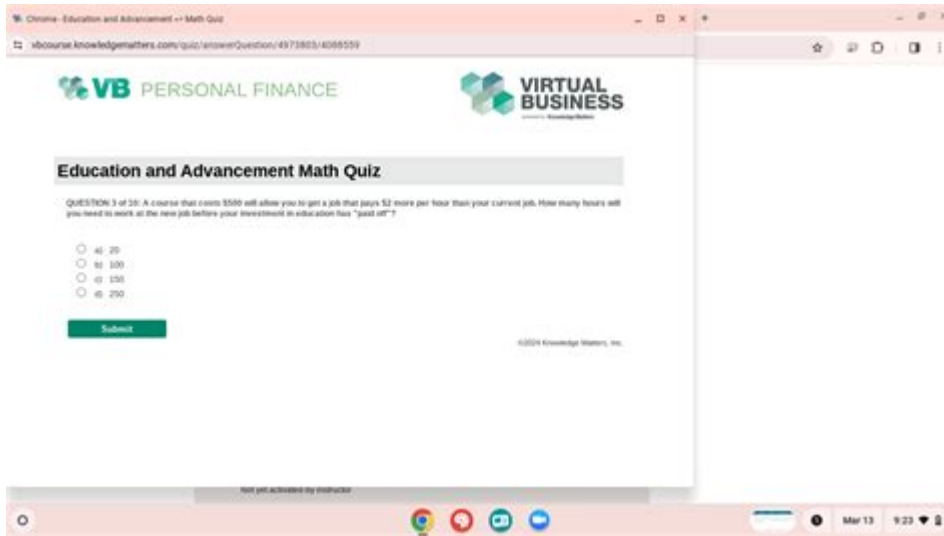 Chrome - Education and Advancement -- Math Quiz
vbcourse.knowledgematters.com/quiz/answerQuestion/4973803/4088559
VB PERSONAL FINANCE
VIRTUAL
BUSINESS
Knowledge Matters
Education and Advancement Math Quiz
QUESTION 3 of 10: A course that costs $500 will allow you to get a job that pays $2 more per hour than your current job. How many hours will
you need to work at the new job before your investment in education has "paid off"?
a) 20
b) 100
c) 150
d) 250
Submit
©2024 Knowledge Matters, Inc.
Not yet activated by instructor
Mar 13 9:23